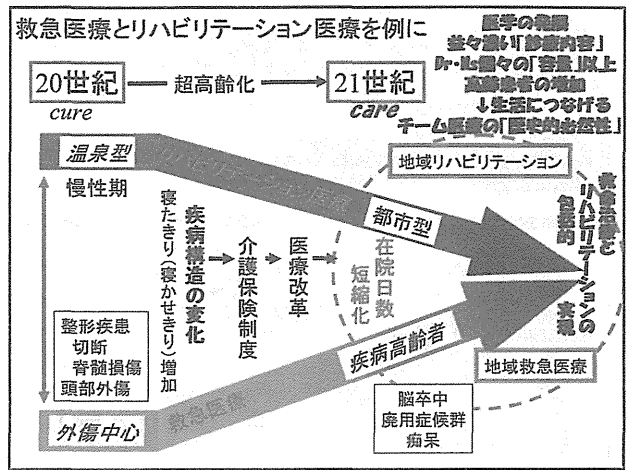 救急医療とリハビリテーション医療を例に
医学の発展
益々濃い「診療内容」
Dr・Ns個々の「容量」以上
高齢患者の増加
↓生活につなげる
チーム医療の「歴史的必然性」
20世紀
超高齢化
21世紀
cure
care
温泉型
リハビリテーション医療
地域リハビリテーション
慢性期
都市型
寝たきり(寝かせきり)増加
疾病構造の変化
介護保険制度
医療改革
在院日数
短縮化
救命治療と
リハビリテーションの
包括的 実現
整形疾患
切断
脊髄損傷
頭部外傷
疾病高齢者
地域救急医療
外傷中心
救急医療
脳卒中
廃用症候群
痴呆